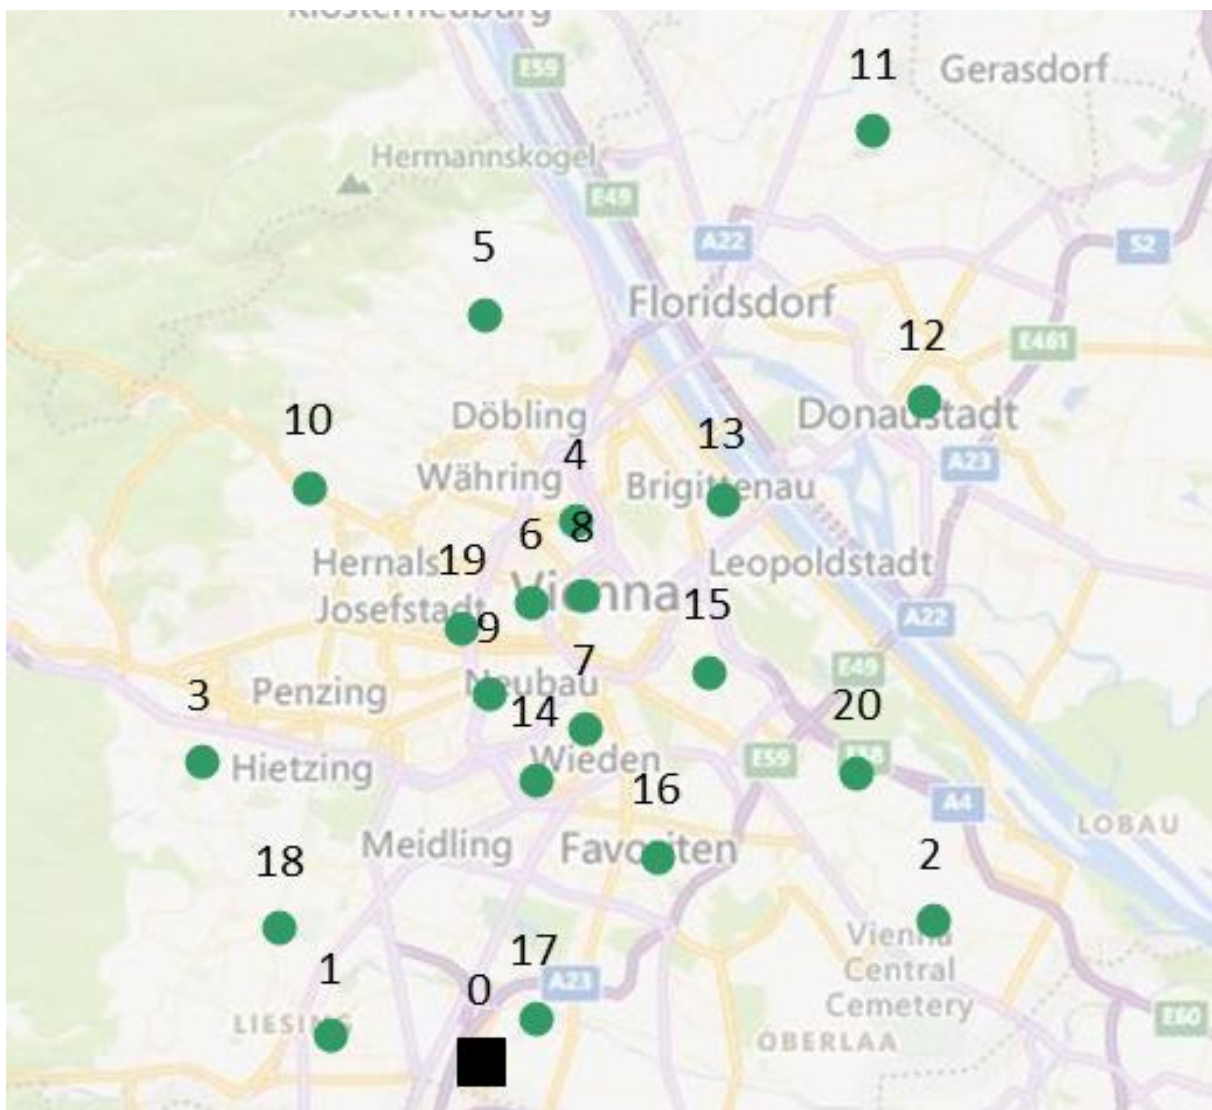 Klosterneuburg
E59
11
Gerasdorf
Hermannskogel
E49
5
A22
S2
Floridsdorf
12
E461
10
Döbling
Donaustadt
13
4
Währing
Brigittenau
A23
6
8
Hernals
19
Leopoldstadt
Vienna
Josefstadt
15
A22
9
7
E49
3
Penzing
Neubau
14
20
Hietzing
Wieden
E59
E58
16
A4
LOBAU
Meidling
Favoriten
18
2
Vienna
Central
Cemetery
17
1
0
A23
LIESING
E60
OBERLAA